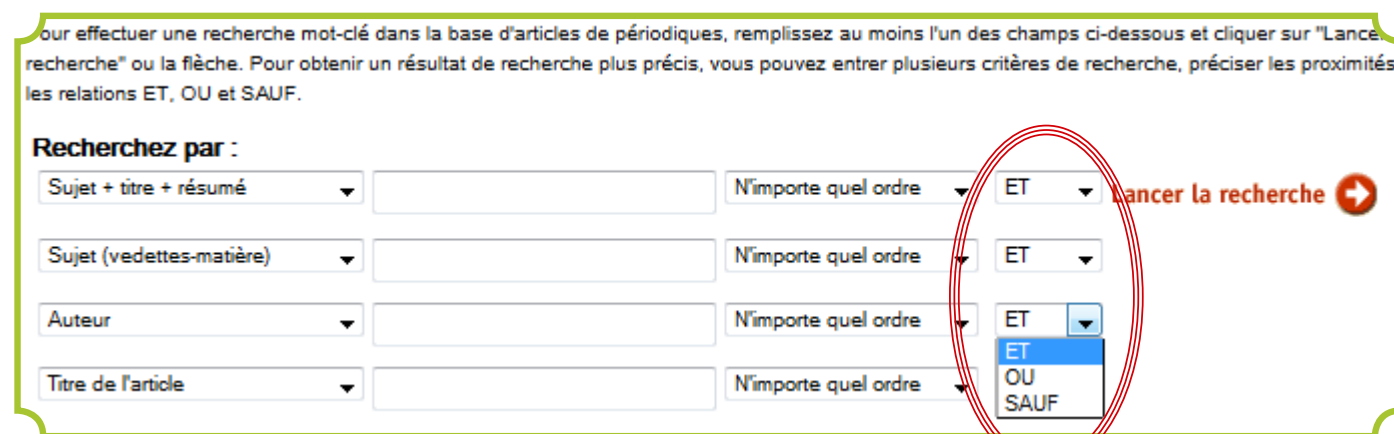 our effectuer une recherche mot-clé dans la base d'articles de périodiques, remplissez au moins l'un des champs ci-dessous et cliquer sur "Lancer
recherche" ou la flèche. Pour obtenir un résultat de recherche plus précis, vous pouvez entrer plusieurs critères de recherche, préciser les proximités
les relations ET, OU et SAUF.
Recherchez par :
Sujet + titre + résumé N'importe quel ordre ET Lancer la recherche
Sujet (vedettes-matière) N'importe quel ordre ET
Auteur N'importe quel ordre ET
ET
Titre de l'article N'importe quel ordre OU
SAUF